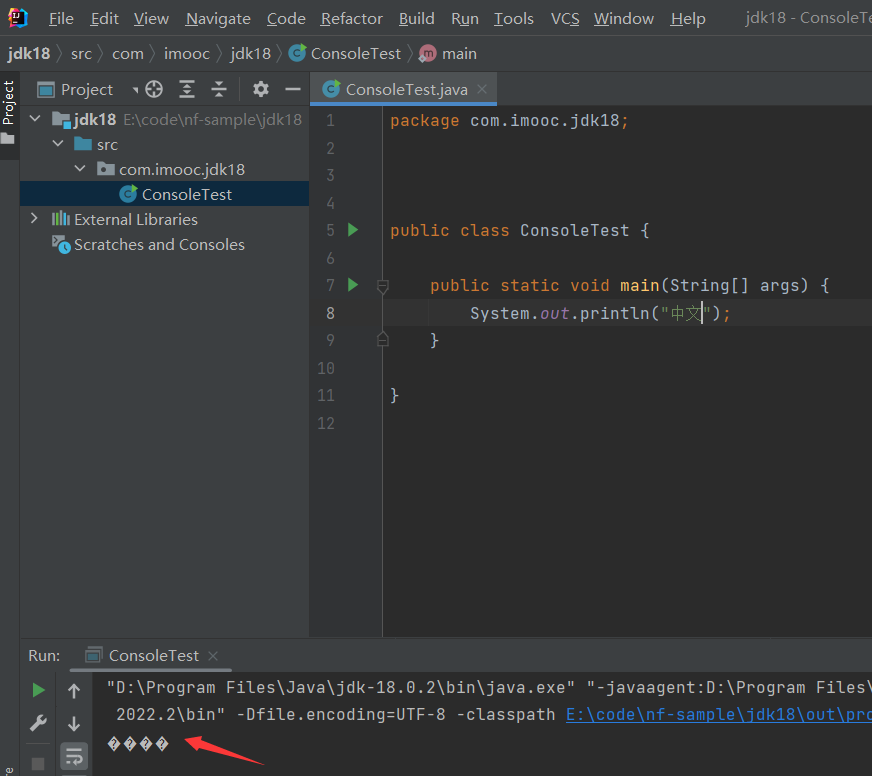 File Edit View Navigate Code Refactor Build Run Tools VCS Window Help jdk18 - ConsoleTe
jdk18 src com imooc jdk18 ConsoleTest main
Project
Project
ConsoleTest.java
jdk18 E:\code\nf-sample\jdk18
src
com.imooc.jdk18
ConsoleTest
External Libraries
Scratches and Consoles
1 package com.imooc.jdk18;
2
3
4
5 public class ConsoleTest {
6
7 public static void main(String[] args) {
8 System.out.println("中文");
9 }
10
11 }
12
Run: ConsoleTest
"D:\Program Files\Java\jdk-18.0.2\bin\java.exe" "-javaagent:D:\Program Files\
2022.2\bin" -Dfile.encoding=UTF-8 -classpath E:\code\nf-sample\jdk18\out\pro
����